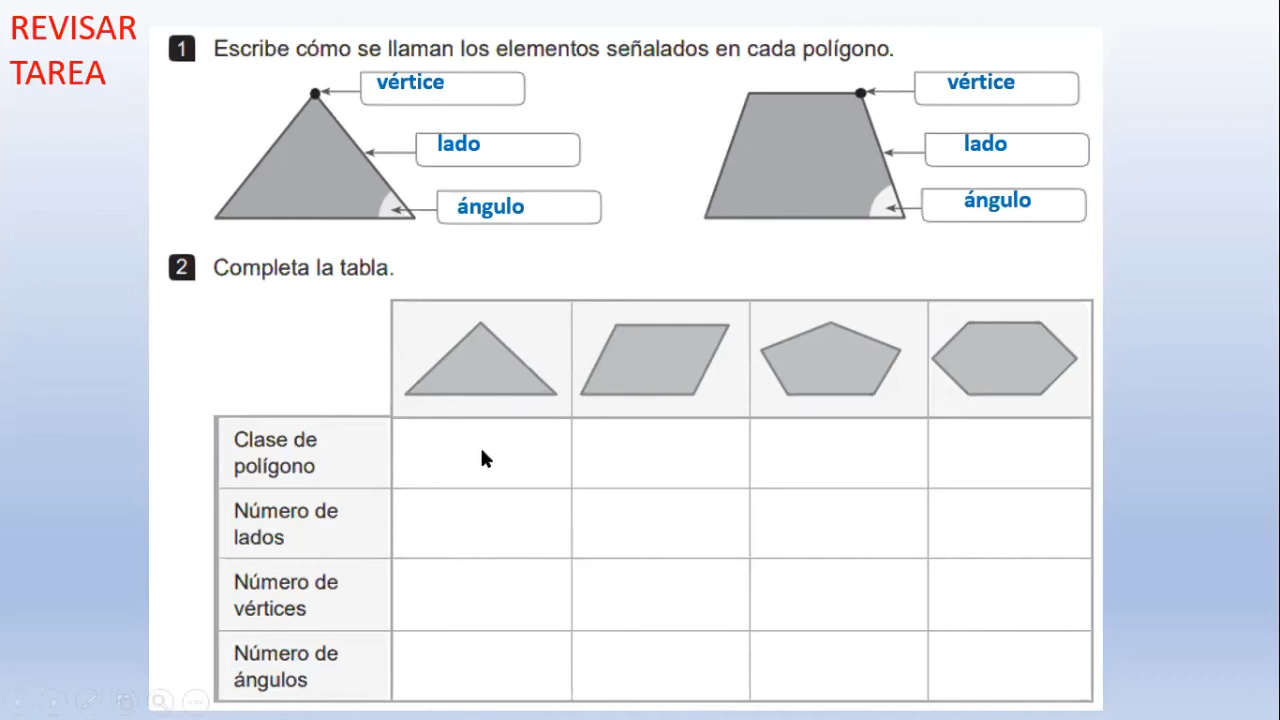 REVISAR
TAREA
1 Escribe cómo se llaman los elementos señalados en cada polígono.
vértice
lado
ángulo
vértice
lado
ángulo
2 Completa la tabla.
Clase de
polígono
Número de
lados
Número de
vértices
Número de
ángulos